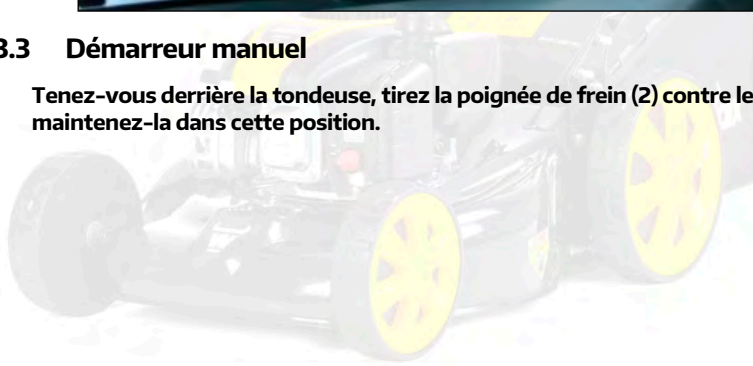 3.3 Démarreur manuel
Tenez-vous derrière la tondeuse, tirez la poignée de frein (2) contre le
maintenez-la dans cette position.